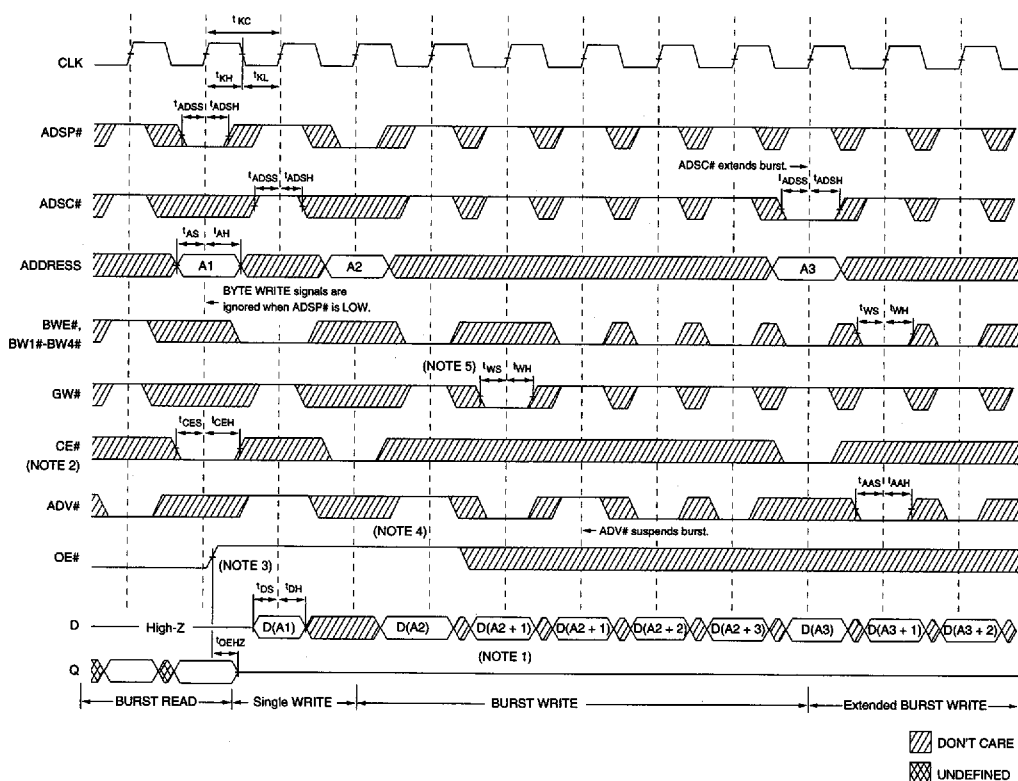 tKC
CLK
tKH tKL
tADSS tADSH
ADSP#
ADSC# extends burst.
tADSS tADSH
tADSS tADSH
ADSC#
tAS tAH
ADDRESS A1 A2 A3
BYTE WRITE signals are
ignored when ADSP# is LOW.
BWE#,
BW1#-BW4#
tWS tWH
(NOTE 5) tWS tWH
GW#
tCES tCEH
CE#
(NOTE 2)
tAAS tAAH
ADV#
(NOTE 4) ADV# suspends burst.
OE#
(NOTE 3)
tDS tDH
D High-Z D(A1) D(A2) D(A2 + 1) D(A2 + 1) D(A2 + 2) D(A2 + 3) D(A3) D(A3 + 1) D(A3 + 2)
tOEHZ
(NOTE 1)
Q
BURST READ Single WRITE BURST WRITE Extended BURST WRITE
DON'T CARE
UNDEFINED